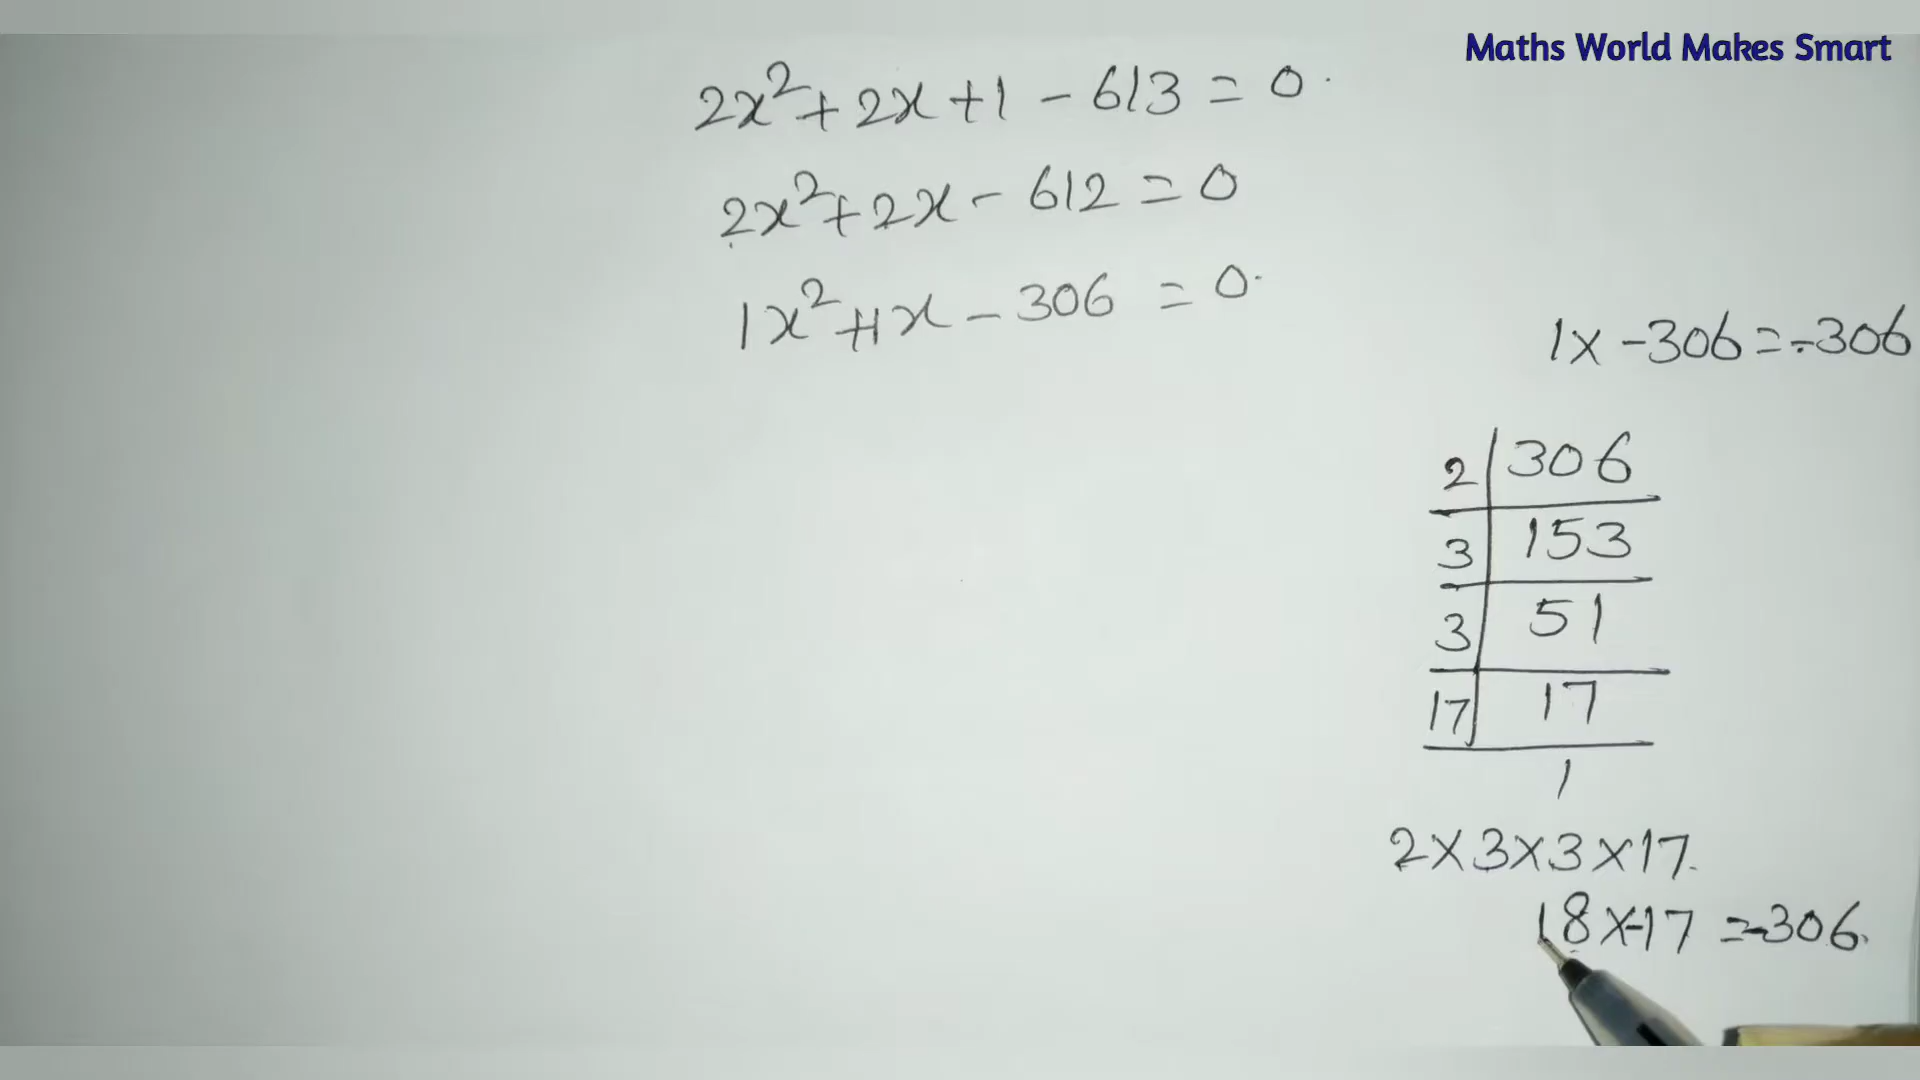 Maths World Makes Smart
2x² + 2x + 1 - 613 = 0.
2x² + 2x - 612 = 0
1x² + 1x - 306 = 0.
1 x -306 = -306
2 | 306
3 | 153
3 | 51
17 | 17
1
2 x 3 x 3 x 17.
18 x -17 = -306.